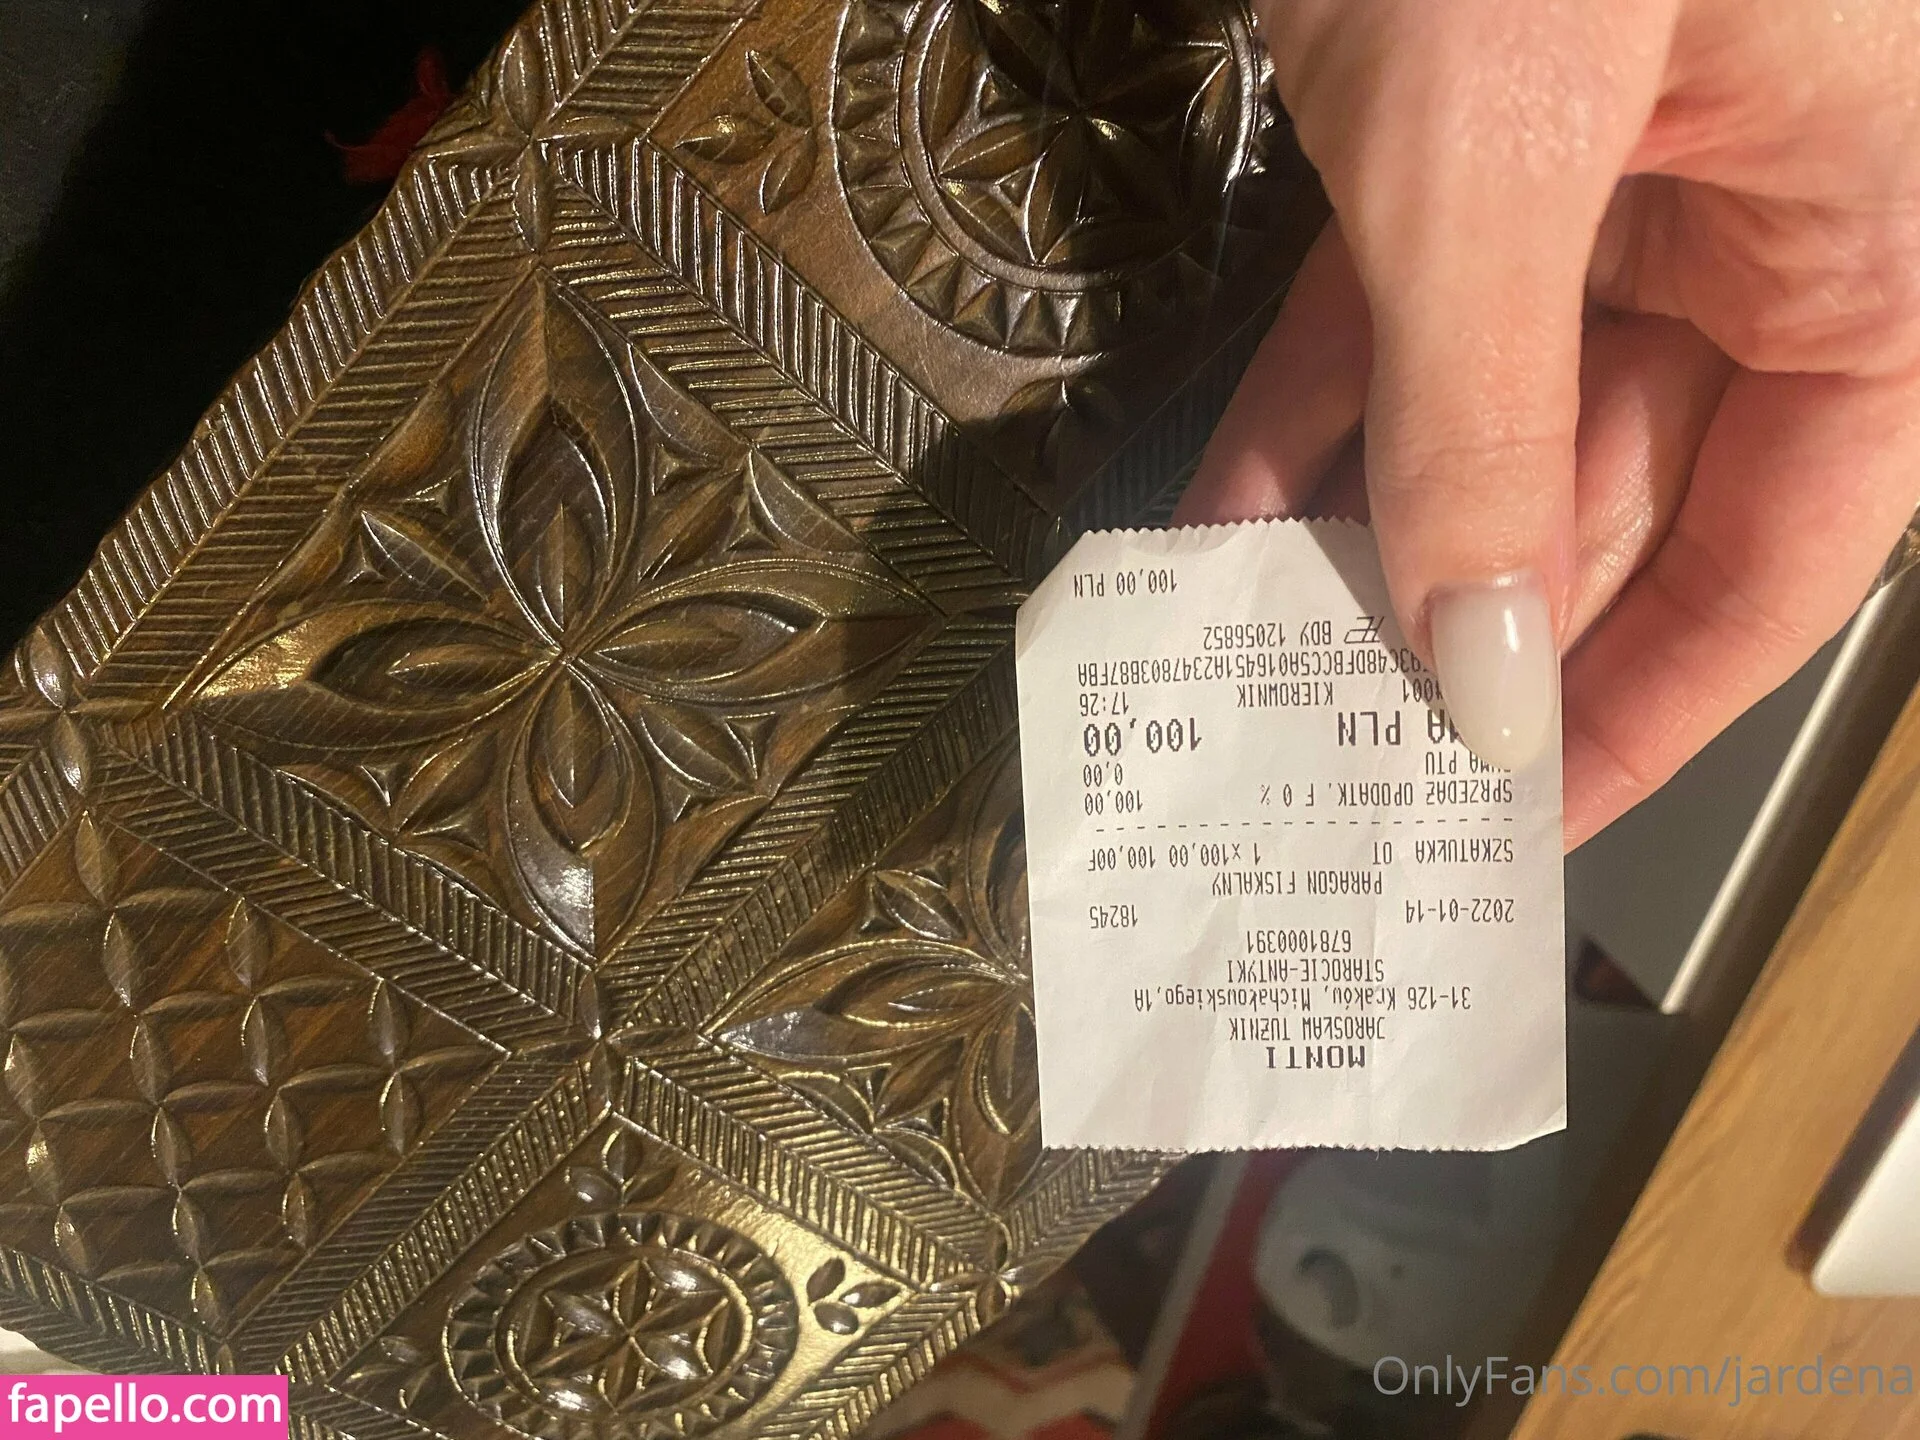 MONTI
JAROSŁAW TUŻNIK
31-126 Kraków, Michałowskiego,1A
STAROCIE-ANTYKI
6781000391
2022-01-14 18245
PARAGON FISKALNY
SZKATUŁKA OT 1 x100,00 100,00F
SPRZEDAŻ OPODATK. F 0 % 100,00
PTU 0,00
PLN 100,00
KIEROWNIK 17:26
BDY 12056852
100,00 PLN
OnlyFans.com/jardena
fapello.com